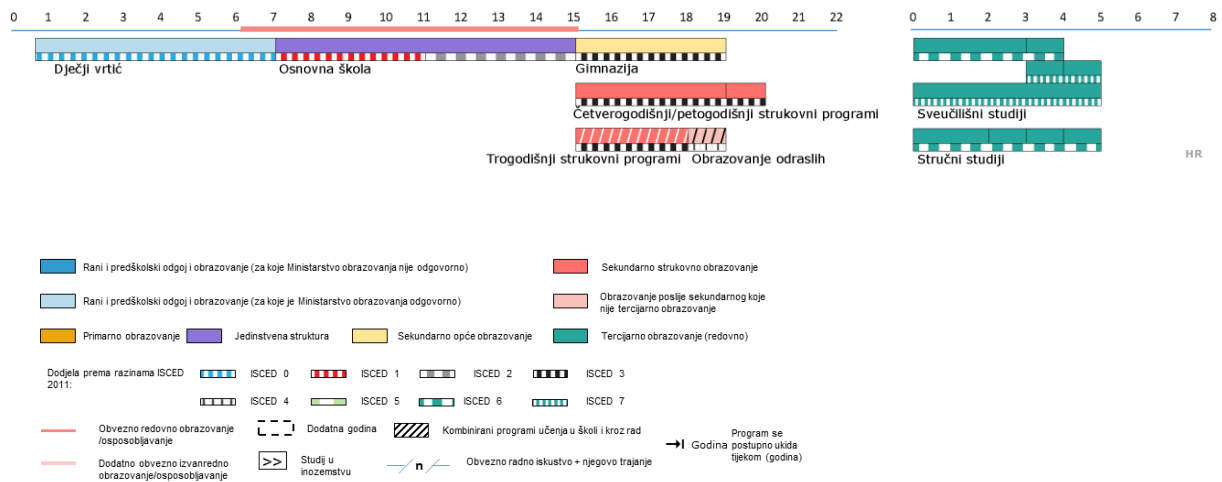 0 1 2 3 4 5 6 7 8 9 10 11 12 13 14 15 16 17 18 19 20 21 22
0 1 2 3 4 5 6 7 8
Dječji vrtić
Osnovna škola
Gimnazija
Četverogodišnji/petogodišnji strukovni programi
Sveučilišni studiji
Trogodišnji strukovni programi
Obrazovanje odraslih
Stručni studiji
HR
Rani i predškolski odgoj i obrazovanje (za koje Ministarstvo obrazovanja nije odgovorno)
Sekundarno strukovno obrazovanje
Rani i predškolski odgoj i obrazovanje (za koje je Ministarstvo obrazovanja odgovorno)
Obrazovanje poslije sekundarnog koje
nije tercijarno obrazovanje
Primarno obrazovanje
Jedinstvena struktura
Sekundarno opće obrazovanje
Tercijarno obrazovanje (redovno)
Dodjela prema razinama ISCED
2011:
ISCED 0
ISCED 1
ISCED 2
ISCED 3
ISCED 4
ISCED 5
ISCED 6
ISCED 7
Obvezno redovno obrazovanje
/osposobljavanje
Dodatna godina
Kombinirani programi učenja u školi i kroz rad
Godina
Program se
postupno ukida
tijekom (godina)
Dodatno obvezno izvanredno
obrazovanje/osposobljavanje
>>
Studij u
inozemstvu
n
Obvezno radno iskustvo + njegovo trajanje